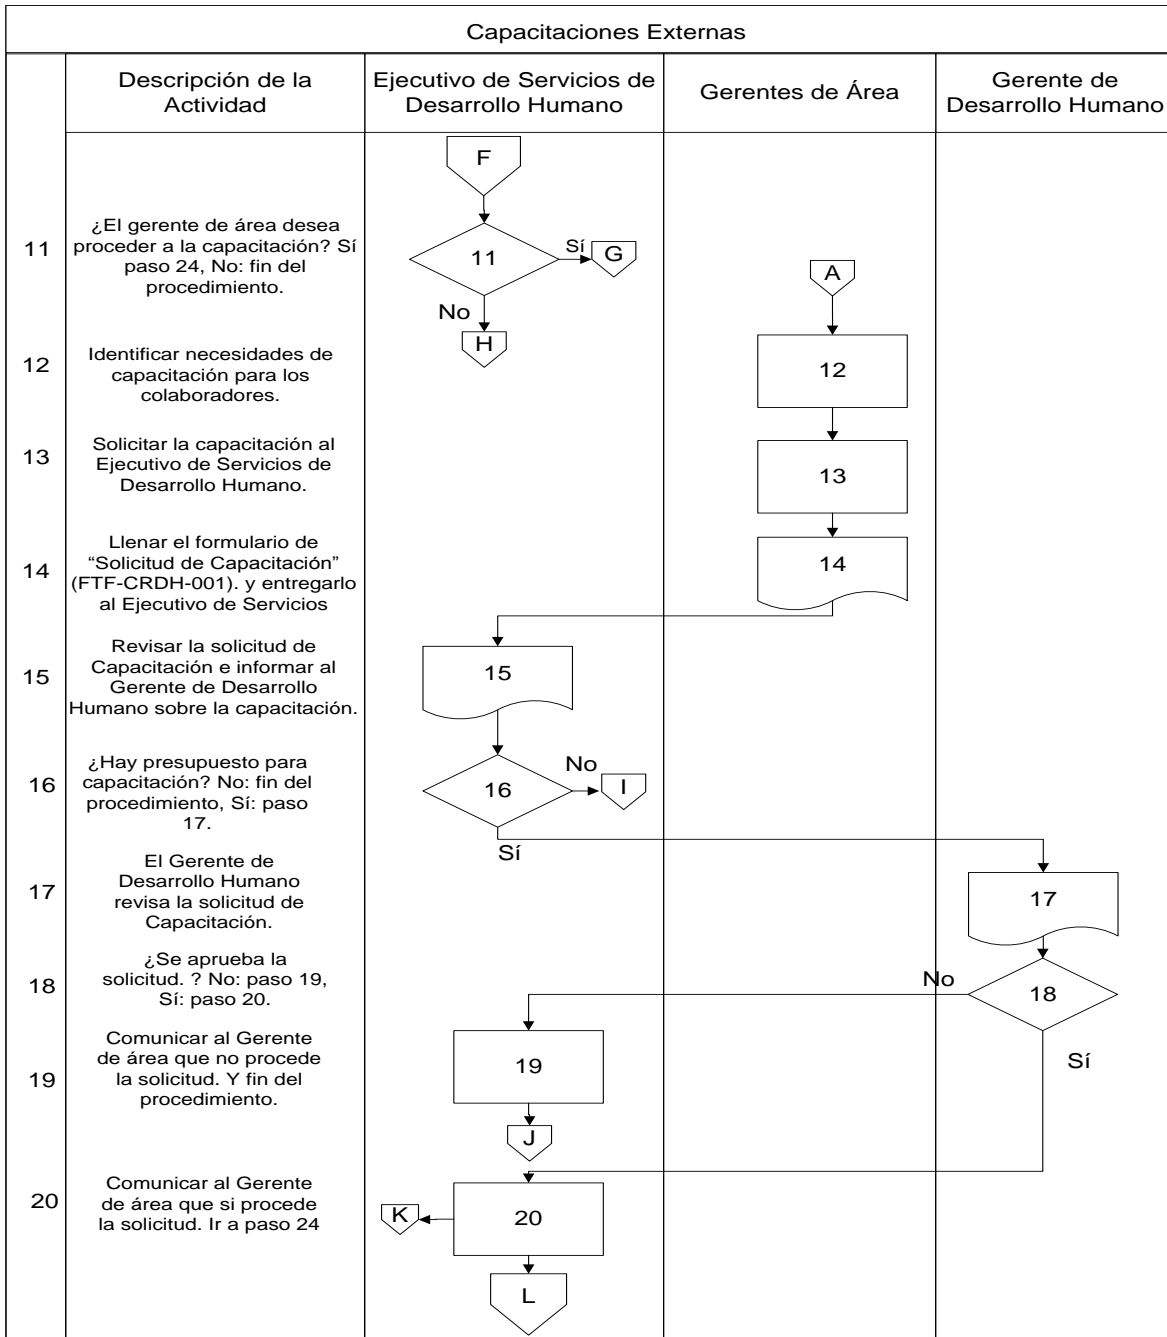 Capacitaciones Externas
Descripción de la
Actividad
Ejecutivo de Servicios de
Desarrollo Humano
Gerentes de Área
Gerente de
Desarrollo Humano
F
11
¿El gerente de área desea
proceder a la capacitación? Sí
paso 24, No: fin del
procedimiento.
11
Sí
G
No
H
A
12
Identificar necesidades de
capacitación para los
colaboradores.
12
13
Solicitar la capacitación al
Ejecutivo de Servicios de
Desarrollo Humano.
13
14
Llenar el formulario de
“Solicitud de Capacitación”
(FTF-CRDH-001). y entregarlo
al Ejecutivo de Servicios
14
15
Revisar la solicitud de
Capacitación e informar al
Gerente de Desarrollo
Humano sobre la capacitación.
15
16
¿Hay presupuesto para
capacitación? No: fin del
procedimiento, Sí: paso
17.
16
No
I
Sí
17
El Gerente de
Desarrollo Humano
revisa la solicitud de
Capacitación.
17
18
¿Se aprueba la
solicitud. ? No: paso 19,
Sí: paso 20.
No
18
Sí
19
Comunicar al Gerente
de área que no procede
la solicitud. Y fin del
procedimiento.
19
J
20
Comunicar al Gerente
de área que si procede
la solicitud. Ir a paso 24
K
20
L